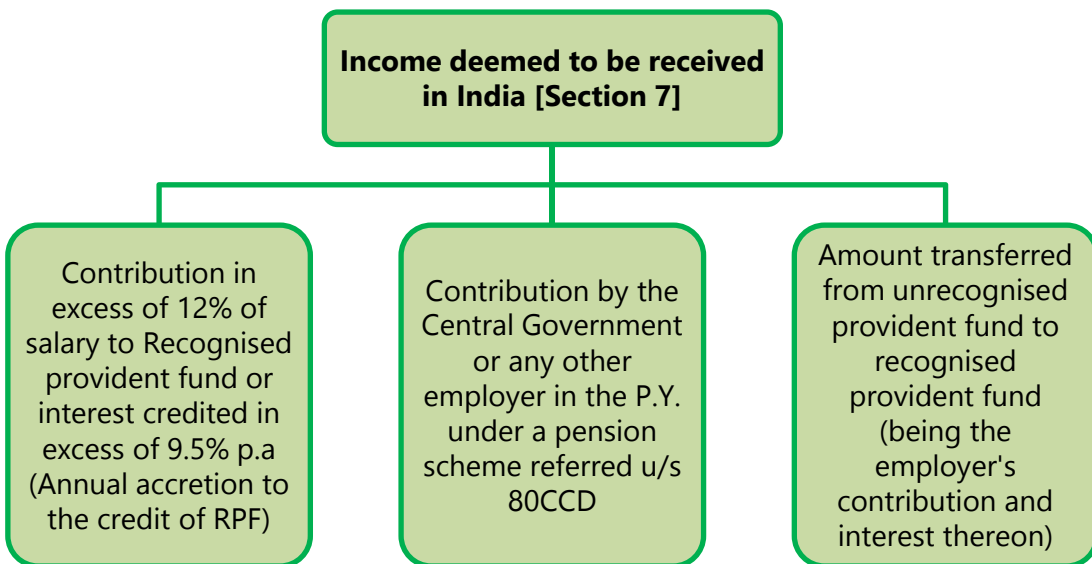 Income deemed to be received
in India [Section 7]
Contribution in
excess of 12% of
salary to Recognised
provident fund or
interest credited in
excess of 9.5% p.a
(Annual accretion to
the credit of RPF)
Contribution by the
Central Government
or any other
employer in the P.Y.
under a pension
scheme referred u/s
80CCD
Amount transferred
from unrecognised
provident fund to
recognised
provident fund
(being the
employer's
contribution and
interest thereon)